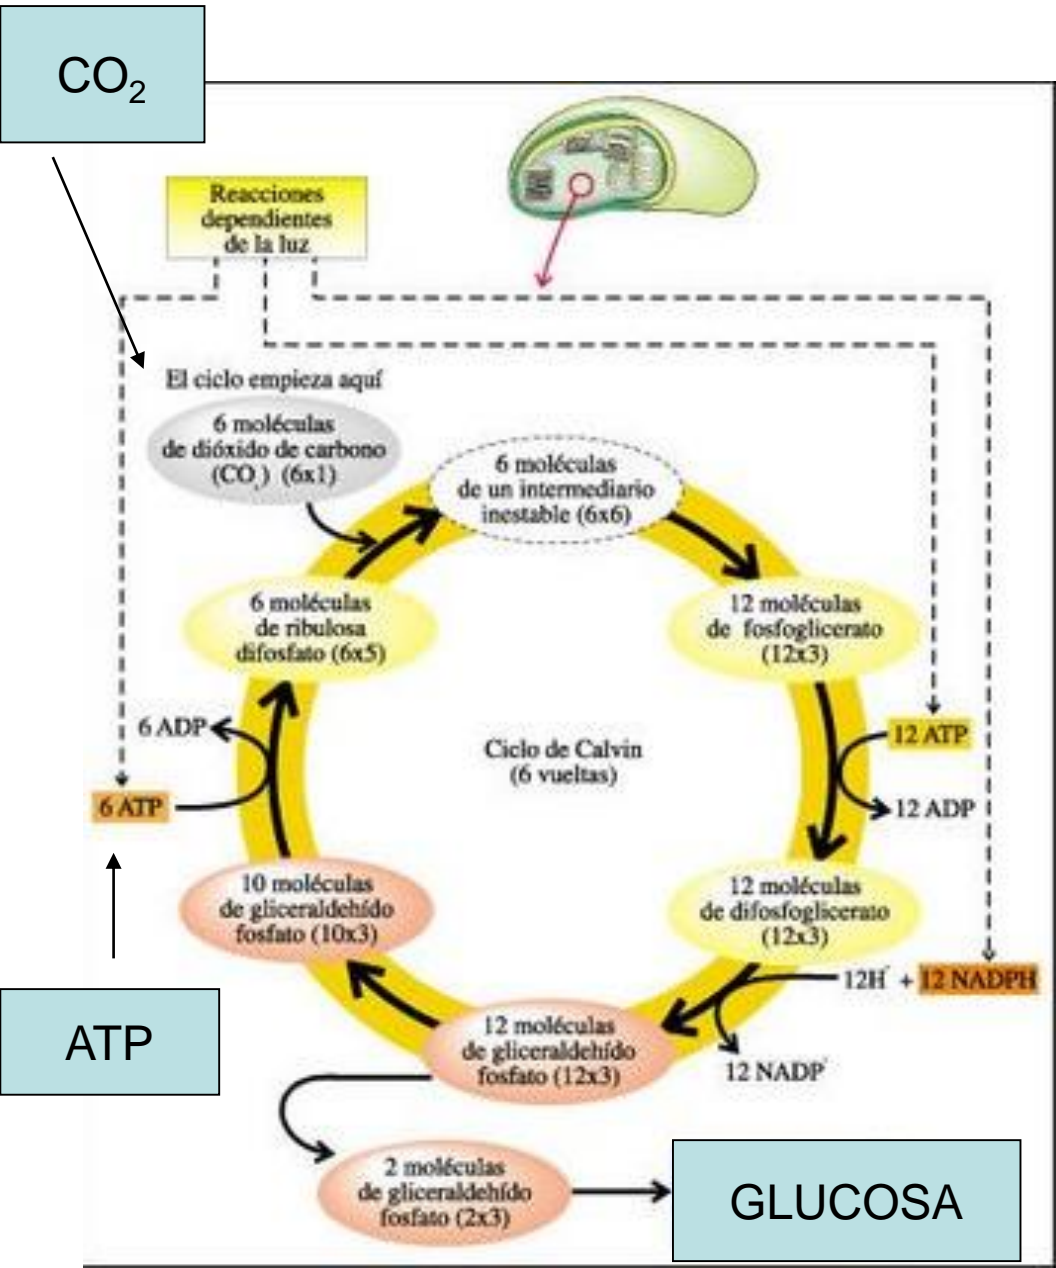 CO₂
Reacciones
dependientes
de la luz
El ciclo empieza aquí
6 moléculas
de dióxido de carbono
(CO₂) (6x1)
6 moléculas
de un intermediario
inestable (6x6)
6 moléculas
de ribulosa
difosfato (6x5)
12 moléculas
de fosfoglicerato
(12x3)
6 ADP
6 ATP
Ciclo de Calvin
(6 vueltas)
12 ATP
12 ADP
10 moléculas
de gliceraldehído
fosfato (10x3)
12 moléculas
de difosfoglicerato
(12x3)
12H⁺ + 12 NADPH
ATP
12 moléculas
de gliceraldehído
fosfato (12x3)
12 NADP⁺
2 moléculas
de gliceraldehído
fosfato (2x3)
GLUCOSA